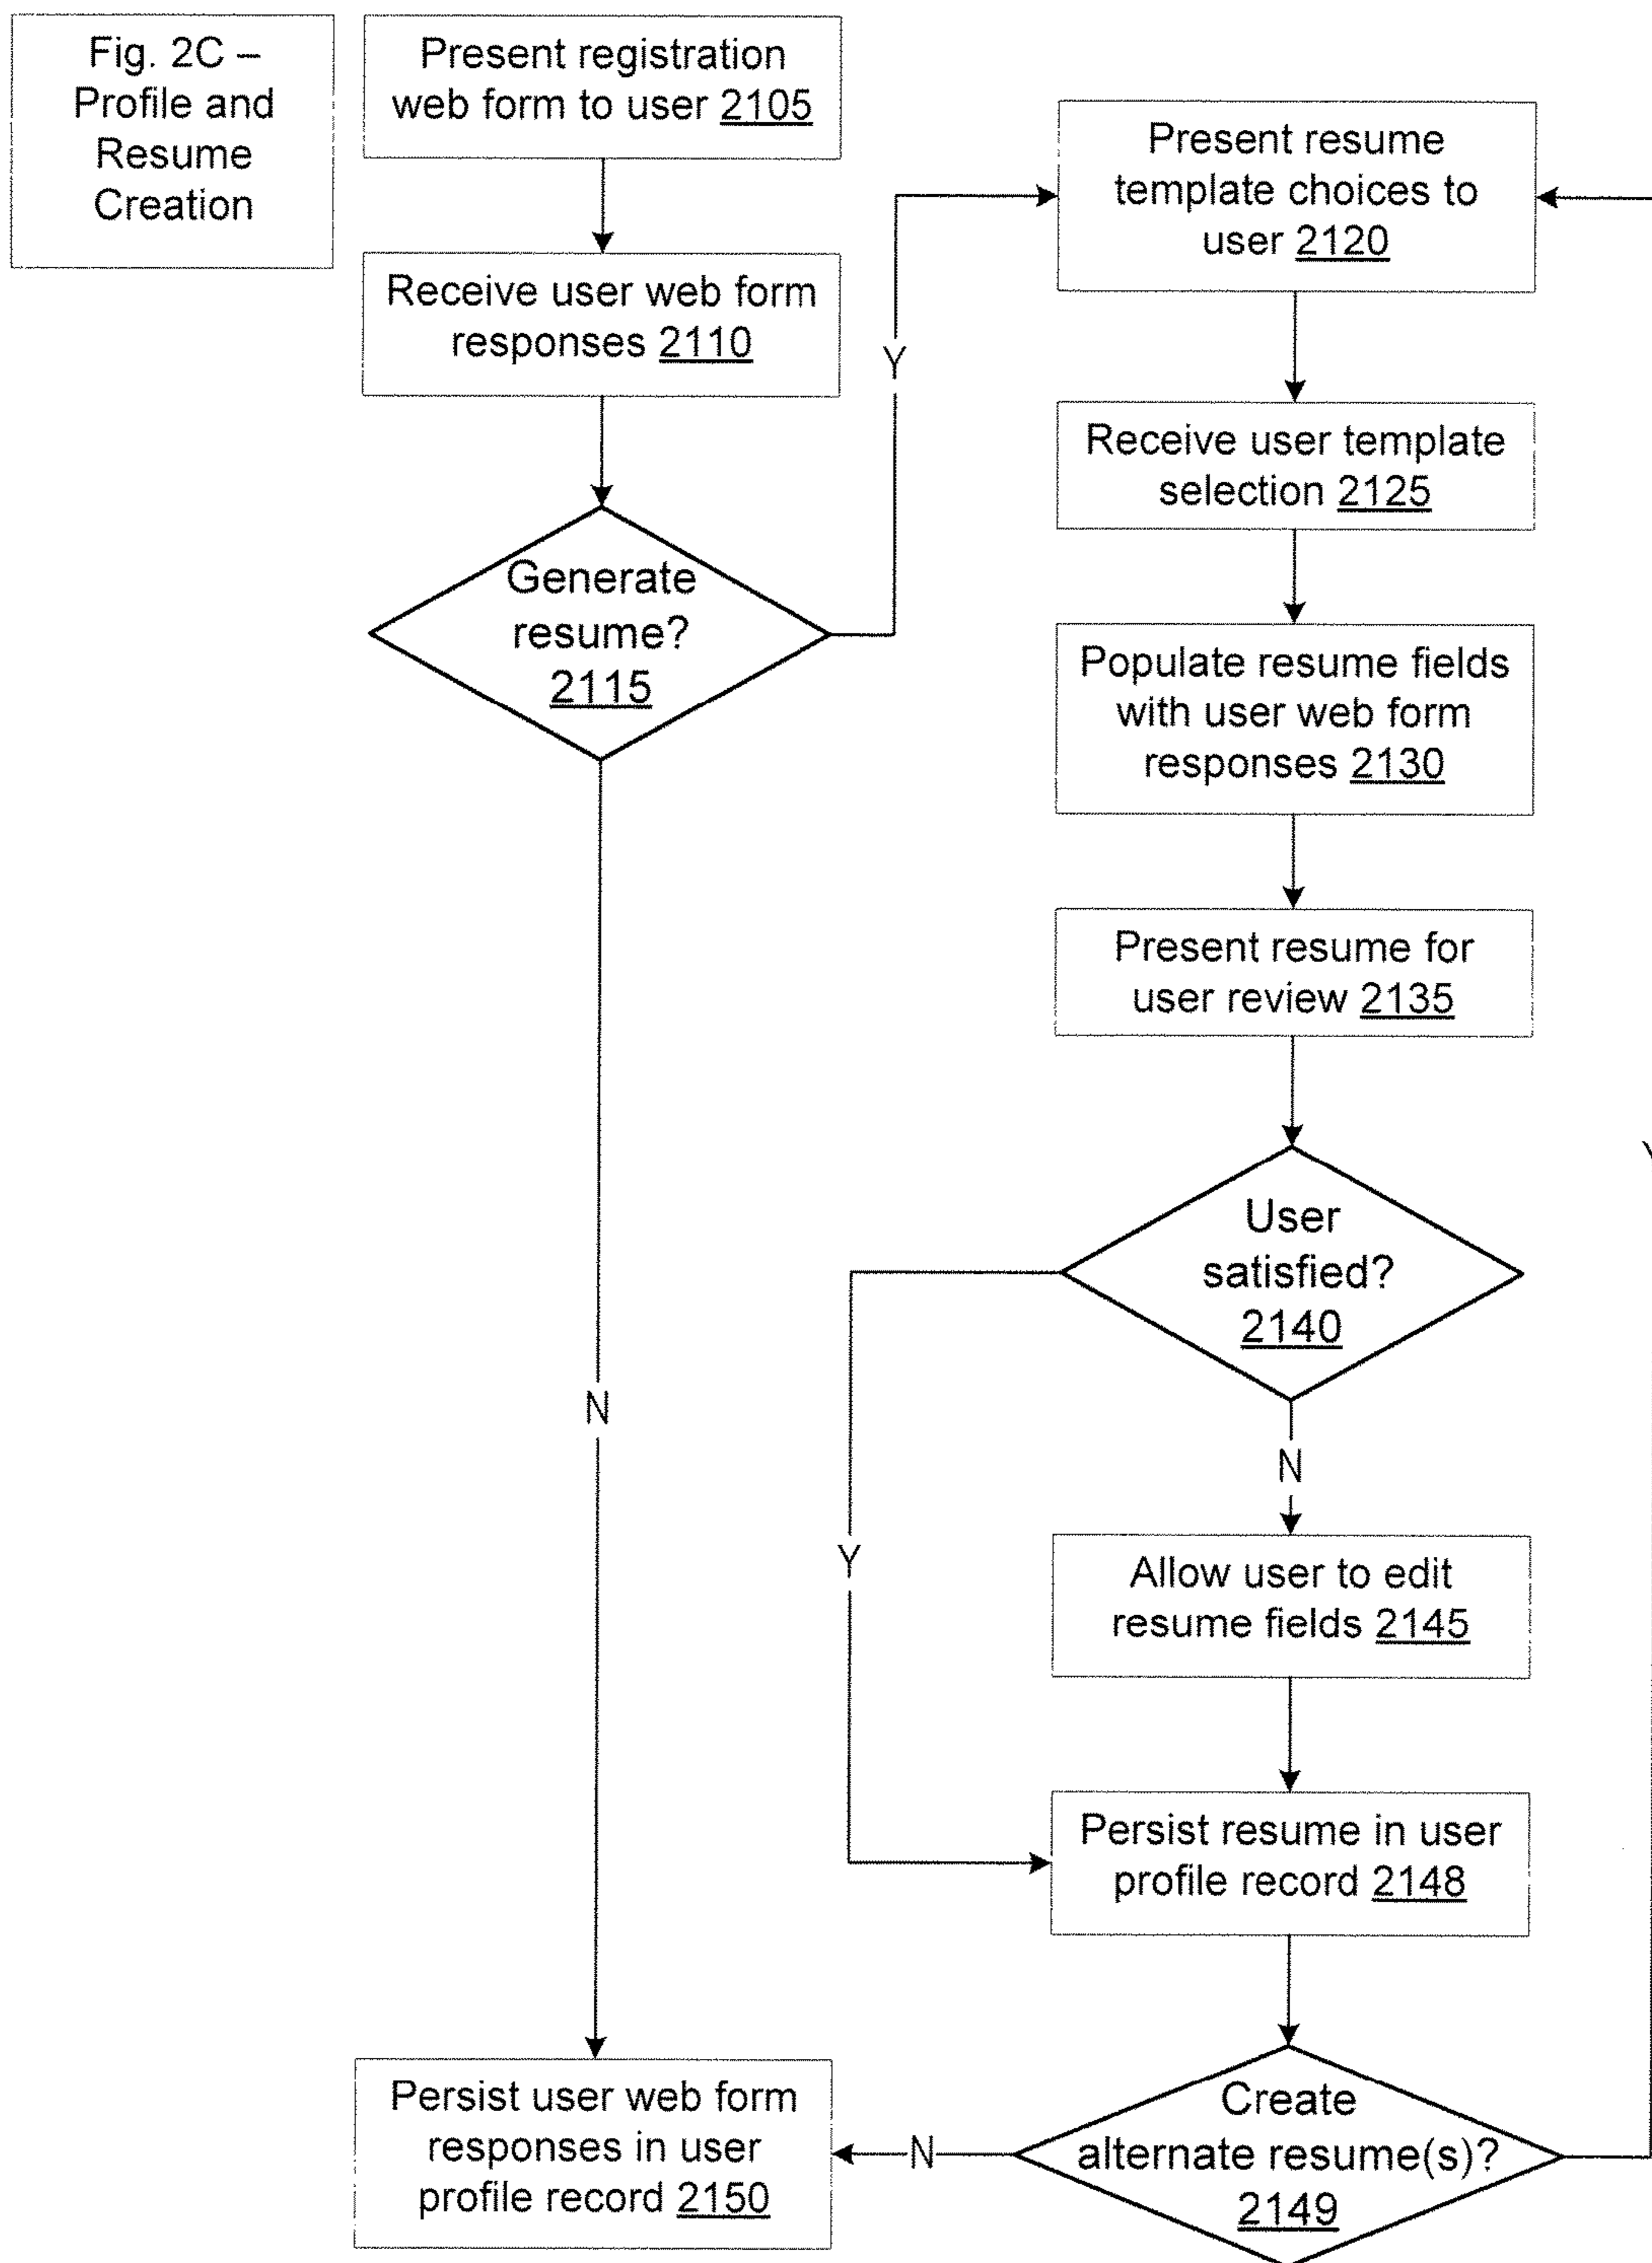 Fig. 2C –
Profile and
Resume
Creation
Present registration
web form to user 2105
Receive user web form
responses 2110
Generate
resume?
2115
Y
N
Present resume
template choices to
user 2120
Receive user template
selection 2125
Populate resume fields
with user web form
responses 2130
Present resume for
user review 2135
User
satisfied?
2140
Y
N
Allow user to edit
resume fields 2145
Persist resume in user
profile record 2148
Create
alternate resume(s)?
2149
N
Persist user web form
responses in user
profile record 2150